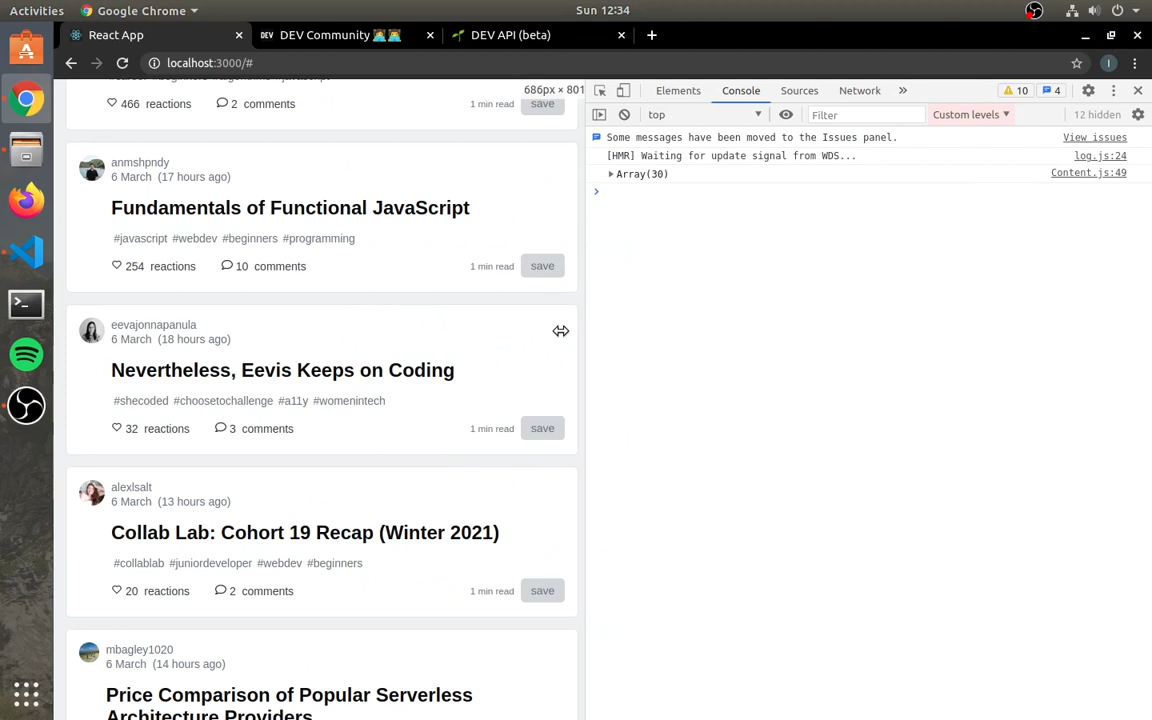 Activities Google Chrome Sun 12:34
React App DEV Community DEV API (beta)
DEV
localhost:3000/#
I
686px × 801
466 reactions 2 comments 1 min read save
anmshpndy
6 March (17 hours ago)
Fundamentals of Functional JavaScript
#javascript #webdev #beginners #programming
254 reactions 10 comments 1 min read save
eevajonnapanula
6 March (18 hours ago)
Nevertheless, Eevis Keeps on Coding
#shecoded #choosetochallenge #a11y #womenintech
32 reactions 3 comments 1 min read save
alexlsalt
6 March (13 hours ago)
Collab Lab: Cohort 19 Recap (Winter 2021)
#collablab #juniordeveloper #webdev #beginners
20 reactions 2 comments 1 min read save
mbagley1020
6 March (14 hours ago)
Price Comparison of Popular Serverless
Architecture Providers
Elements Console Sources Network » 10 4
top Filter Custom levels 12 hidden
Some messages have been moved to the Issues panel. View issues
[HMR] Waiting for update signal from WDS... log.js:24
Array(30) Content.js:49